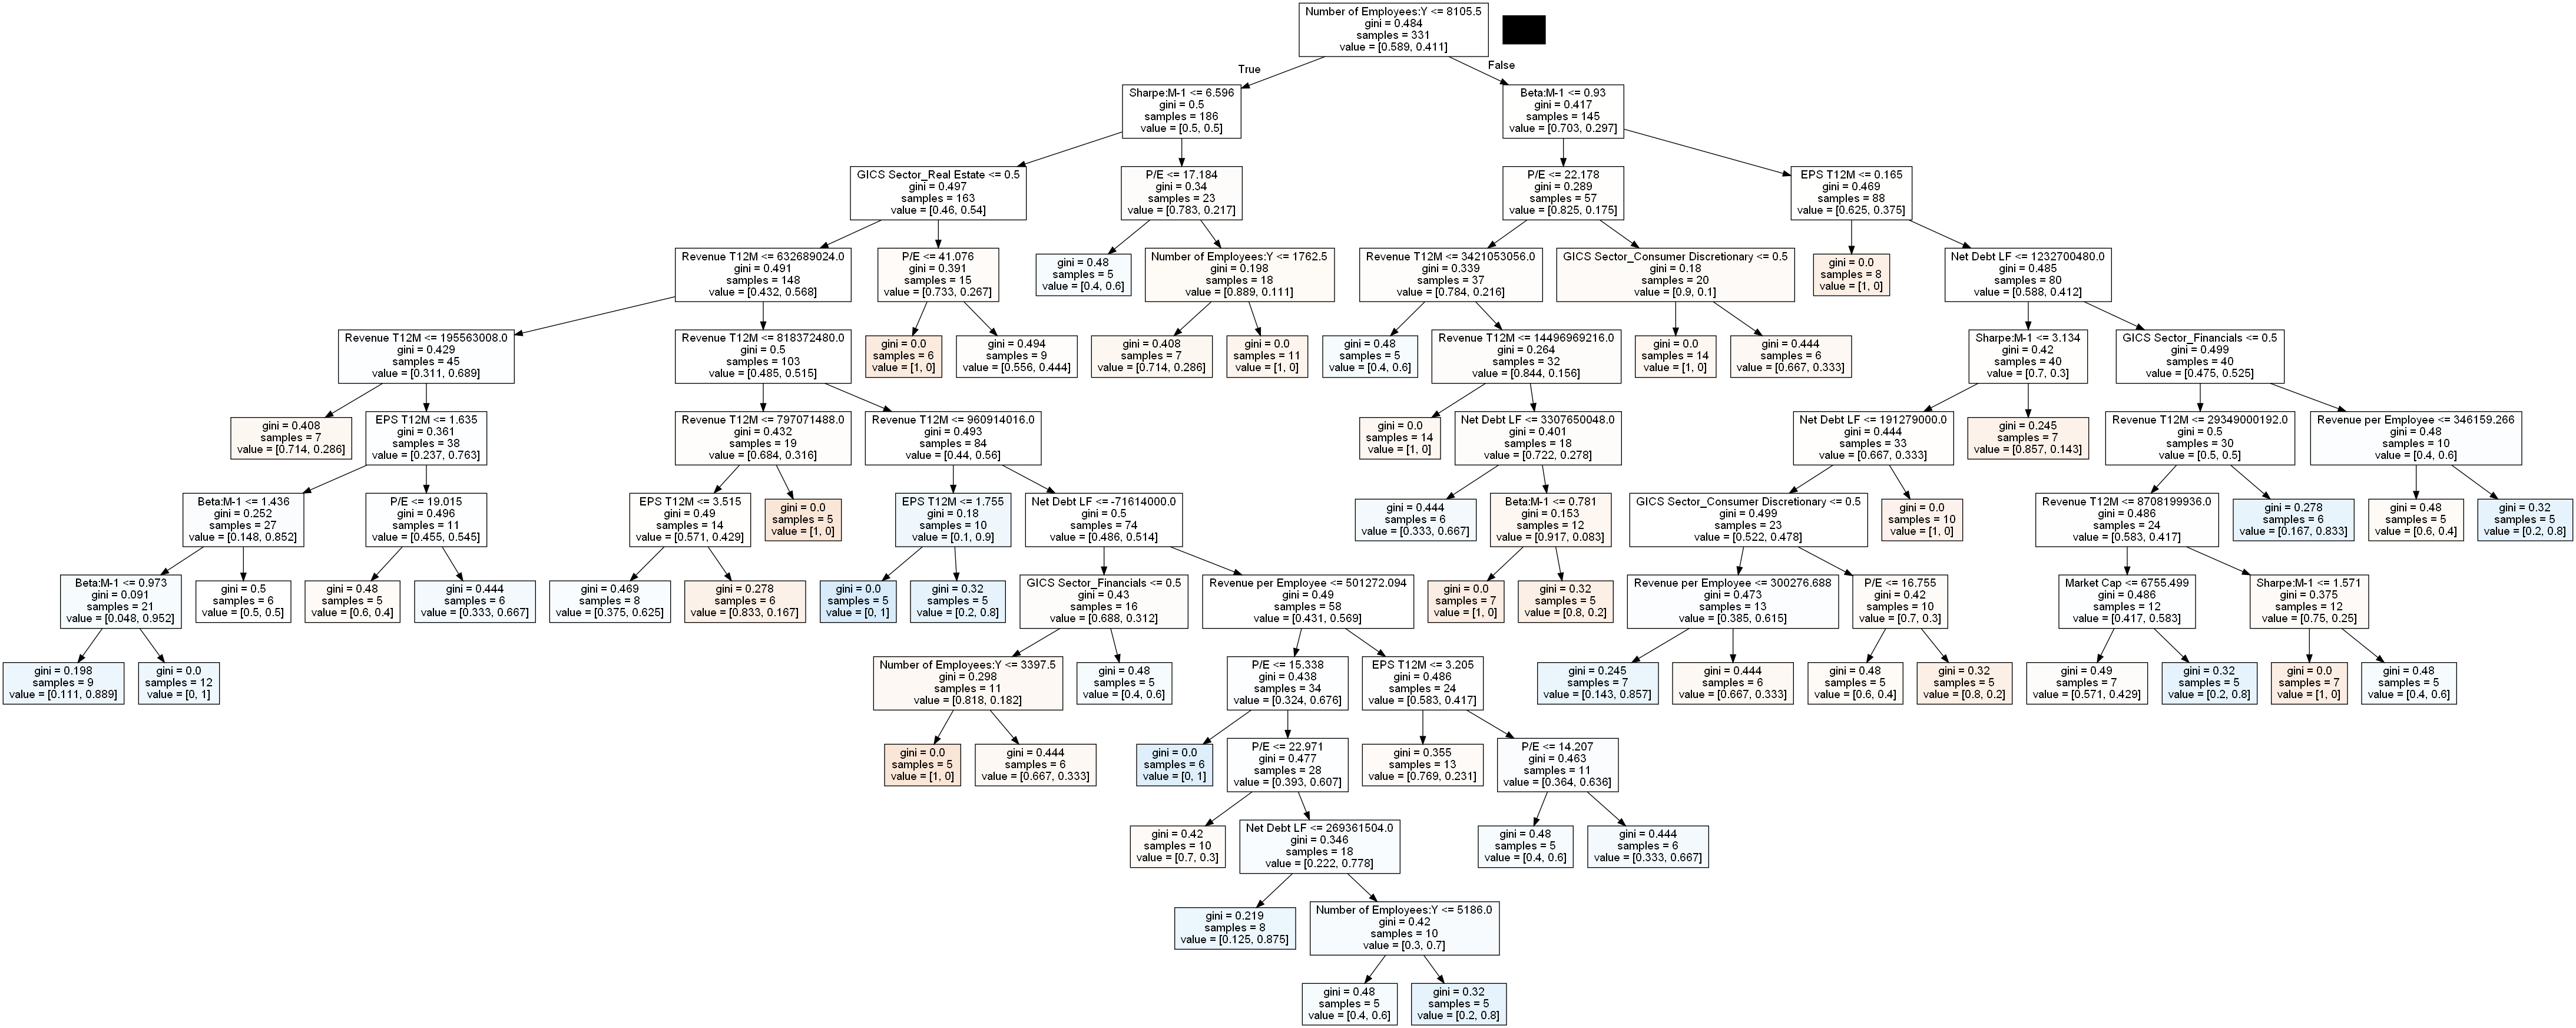 Number of Employees:Y <= 8105.5
gini = 0.484
samples = 331
value = [0.589, 0.411]
True
False
Sharpe:M-1 <= 6.596
gini = 0.5
samples = 186
value = [0.5, 0.5]
Beta:M-1 <= 0.93
gini = 0.417
samples = 145
value = [0.703, 0.297]
GICS Sector_Real Estate <= 0.5
gini = 0.497
samples = 163
value = [0.46, 0.54]
P/E <= 17.184
gini = 0.34
samples = 23
value = [0.783, 0.217]
P/E <= 22.178
gini = 0.289
samples = 57
value = [0.825, 0.175]
EPS T12M <= 0.165
gini = 0.469
samples = 88
value = [0.625, 0.375]
Revenue T12M <= 632689024.0
gini = 0.491
samples = 148
value = [0.432, 0.568]
P/E <= 41.076
gini = 0.391
samples = 15
value = [0.733, 0.267]
gini = 0.48
samples = 5
value = [0.4, 0.6]
Number of Employees:Y <= 1762.5
gini = 0.198
samples = 18
value = [0.889, 0.111]
Revenue T12M <= 3421053056.0
gini = 0.339
samples = 37
value = [0.784, 0.216]
GICS Sector_Consumer Discretionary <= 0.5
gini = 0.18
samples = 20
value = [0.9, 0.1]
gini = 0.0
samples = 8
value = [1, 0]
Net Debt LF <= 1232700480.0
gini = 0.485
samples = 80
value = [0.588, 0.412]
Revenue T12M <= 195563008.0
gini = 0.429
samples = 45
value = [0.311, 0.689]
Revenue T12M <= 818372480.0
gini = 0.5
samples = 103
value = [0.485, 0.515]
gini = 0.0
samples = 6
value = [1, 0]
gini = 0.494
samples = 9
value = [0.556, 0.444]
gini = 0.408
samples = 7
value = [0.714, 0.286]
gini = 0.0
samples = 11
value = [1, 0]
gini = 0.48
samples = 5
value = [0.4, 0.6]
Revenue T12M <= 14496969216.0
gini = 0.264
samples = 32
value = [0.844, 0.156]
gini = 0.0
samples = 14
value = [1, 0]
gini = 0.444
samples = 6
value = [0.667, 0.333]
Sharpe:M-1 <= 3.134
gini = 0.42
samples = 40
value = [0.7, 0.3]
GICS Sector_Financials <= 0.5
gini = 0.499
samples = 40
value = [0.475, 0.525]
gini = 0.408
samples = 7
value = [0.714, 0.286]
EPS T12M <= 1.635
gini = 0.361
samples = 38
value = [0.237, 0.763]
Revenue T12M <= 797071488.0
gini = 0.432
samples = 19
value = [0.684, 0.316]
Revenue T12M <= 960914016.0
gini = 0.493
samples = 84
value = [0.44, 0.56]
gini = 0.0
samples = 14
value = [1, 0]
Net Debt LF <= 3307650048.0
gini = 0.401
samples = 18
value = [0.722, 0.278]
Net Debt LF <= 191279000.0
gini = 0.444
samples = 33
value = [0.667, 0.333]
gini = 0.245
samples = 7
value = [0.857, 0.143]
Revenue T12M <= 29349000192.0
gini = 0.5
samples = 30
value = [0.5, 0.5]
Revenue per Employee <= 346159.266
gini = 0.48
samples = 10
value = [0.4, 0.6]
Beta:M-1 <= 1.436
gini = 0.252
samples = 27
value = [0.148, 0.852]
P/E <= 19.015
gini = 0.496
samples = 11
value = [0.455, 0.545]
EPS T12M <= 3.515
gini = 0.49
samples = 14
value = [0.571, 0.429]
gini = 0.0
samples = 5
value = [1, 0]
EPS T12M <= 1.755
gini = 0.18
samples = 10
value = [0.1, 0.9]
Net Debt LF <= -71614000.0
gini = 0.5
samples = 74
value = [0.486, 0.514]
gini = 0.444
samples = 6
value = [0.333, 0.667]
Beta:M-1 <= 0.781
gini = 0.153
samples = 12
value = [0.917, 0.083]
GICS Sector_Consumer Discretionary <= 0.5
gini = 0.499
samples = 23
value = [0.522, 0.478]
gini = 0.0
samples = 10
value = [1, 0]
Revenue T12M <= 8708199936.0
gini = 0.486
samples = 24
value = [0.583, 0.417]
gini = 0.278
samples = 6
value = [0.167, 0.833]
gini = 0.48
samples = 5
value = [0.6, 0.4]
gini = 0.32
samples = 5
value = [0.2, 0.8]
Beta:M-1 <= 0.973
gini = 0.091
samples = 21
value = [0.048, 0.952]
gini = 0.5
samples = 6
value = [0.5, 0.5]
gini = 0.48
samples = 5
value = [0.6, 0.4]
gini = 0.444
samples = 6
value = [0.333, 0.667]
gini = 0.469
samples = 8
value = [0.375, 0.625]
gini = 0.278
samples = 6
value = [0.833, 0.167]
gini = 0.0
samples = 5
value = [0, 1]
gini = 0.32
samples = 5
value = [0.2, 0.8]
GICS Sector_Financials <= 0.5
gini = 0.43
samples = 16
value = [0.688, 0.312]
Revenue per Employee <= 501272.094
gini = 0.49
samples = 58
value = [0.431, 0.569]
gini = 0.0
samples = 7
value = [1, 0]
gini = 0.32
samples = 5
value = [0.8, 0.2]
Revenue per Employee <= 300276.688
gini = 0.473
samples = 13
value = [0.385, 0.615]
P/E <= 16.755
gini = 0.42
samples = 10
value = [0.7, 0.3]
Market Cap <= 6755.499
gini = 0.486
samples = 12
value = [0.417, 0.583]
Sharpe:M-1 <= 1.571
gini = 0.375
samples = 12
value = [0.75, 0.25]
gini = 0.198
samples = 9
value = [0.111, 0.889]
gini = 0.0
samples = 12
value = [0, 1]
Number of Employees:Y <= 3397.5
gini = 0.298
samples = 11
value = [0.818, 0.182]
gini = 0.48
samples = 5
value = [0.4, 0.6]
P/E <= 15.338
gini = 0.438
samples = 34
value = [0.324, 0.676]
EPS T12M <= 3.205
gini = 0.486
samples = 24
value = [0.583, 0.417]
gini = 0.245
samples = 7
value = [0.143, 0.857]
gini = 0.444
samples = 6
value = [0.667, 0.333]
gini = 0.48
samples = 5
value = [0.6, 0.4]
gini = 0.32
samples = 5
value = [0.8, 0.2]
gini = 0.49
samples = 7
value = [0.571, 0.429]
gini = 0.32
samples = 5
value = [0.2, 0.8]
gini = 0.0
samples = 7
value = [1, 0]
gini = 0.48
samples = 5
value = [0.4, 0.6]
gini = 0.0
samples = 5
value = [1, 0]
gini = 0.444
samples = 6
value = [0.667, 0.333]
gini = 0.0
samples = 6
value = [0, 1]
P/E <= 22.971
gini = 0.477
samples = 28
value = [0.393, 0.607]
gini = 0.355
samples = 13
value = [0.769, 0.231]
P/E <= 14.207
gini = 0.463
samples = 11
value = [0.364, 0.636]
gini = 0.42
samples = 10
value = [0.7, 0.3]
Net Debt LF <= 269361504.0
gini = 0.346
samples = 18
value = [0.222, 0.778]
gini = 0.48
samples = 5
value = [0.4, 0.6]
gini = 0.444
samples = 6
value = [0.333, 0.667]
gini = 0.219
samples = 8
value = [0.125, 0.875]
Number of Employees:Y <= 5186.0
gini = 0.42
samples = 10
value = [0.3, 0.7]
gini = 0.48
samples = 5
value = [0.4, 0.6]
gini = 0.32
samples = 5
value = [0.2, 0.8]